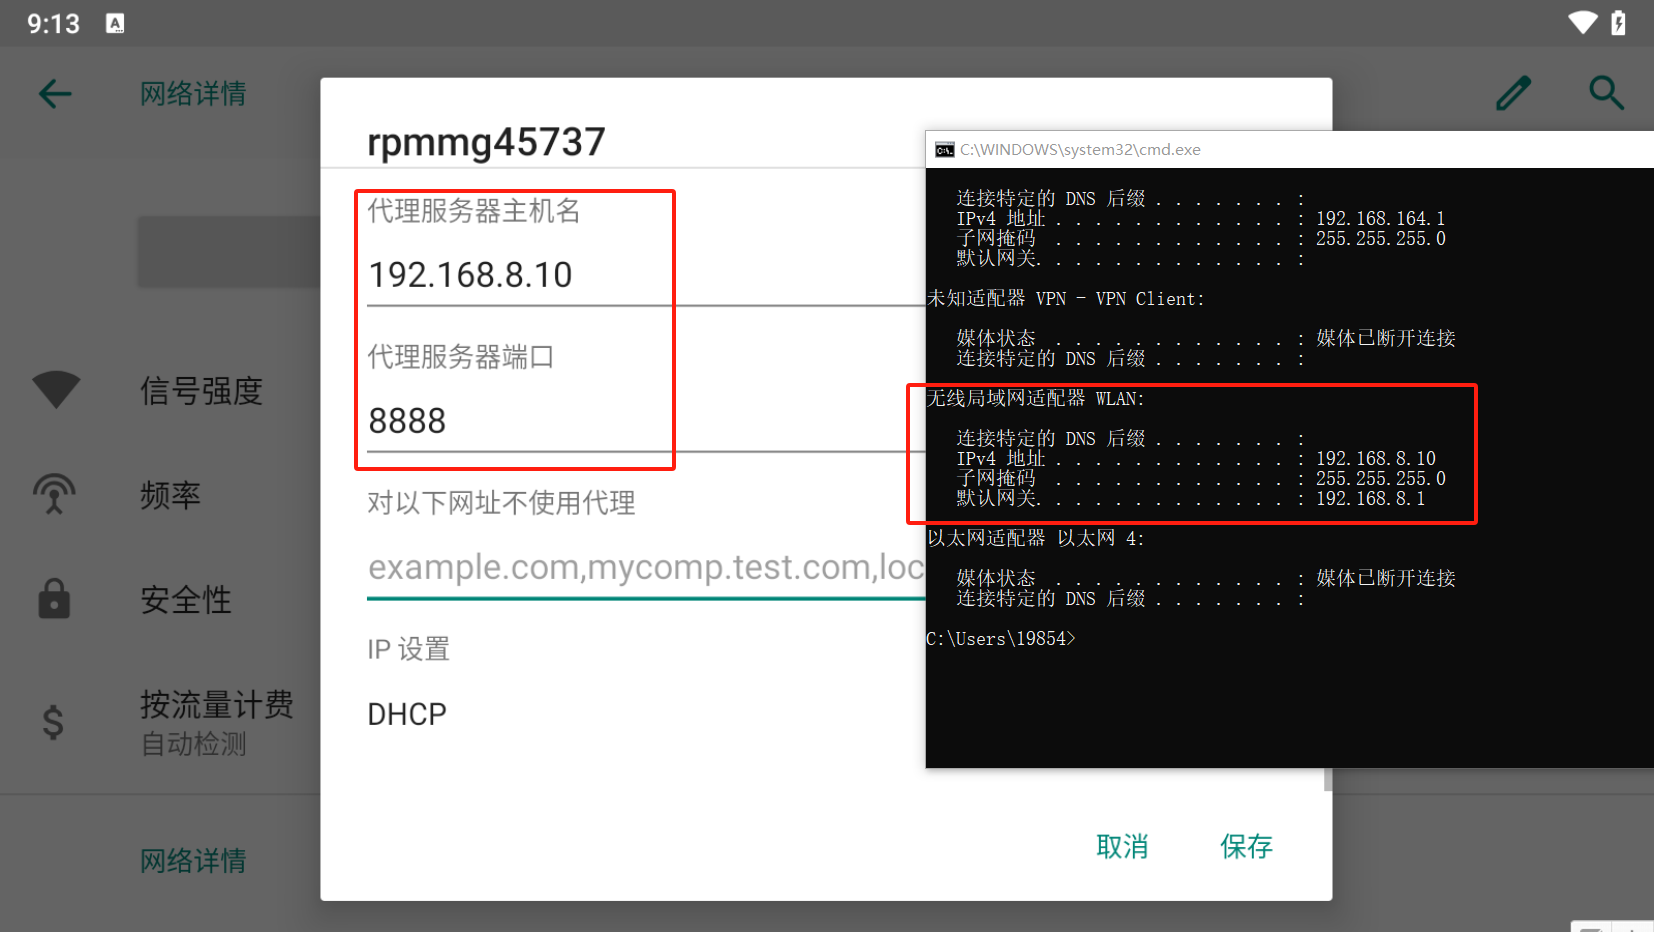 9:13
A
网络详情
rpmmg45737
代理服务器主机名
192.168.8.10
代理服务器端口
8888
对以下网址不使用代理
example.com,mycomp.test.com,loc
IP 设置
DHCP
取消
保存
信号强度
频率
安全性
$
按流量计费
自动检测
网络详情
C:\WINDOWS\system32\cmd.exe
连接特定的 DNS 后缀 . . . . . . . :
IPv4 地址 . . . . . . . . . . . . : 192.168.164.1
子网掩码 . . . . . . . . . . . . : 255.255.255.0
默认网关. . . . . . . . . . . . . :
未知适配器 VPN - VPN Client:
媒体状态 . . . . . . . . . . . . : 媒体已断开连接
连接特定的 DNS 后缀 . . . . . . . :
无线局域网适配器 WLAN:
连接特定的 DNS 后缀 . . . . . . . :
IPv4 地址 . . . . . . . . . . . . : 192.168.8.10
子网掩码 . . . . . . . . . . . . : 255.255.255.0
默认网关. . . . . . . . . . . . . : 192.168.8.1
以太网适配器 以太网 4:
媒体状态 . . . . . . . . . . . . : 媒体已断开连接
连接特定的 DNS 后缀 . . . . . . . :
C:\Users\19854>